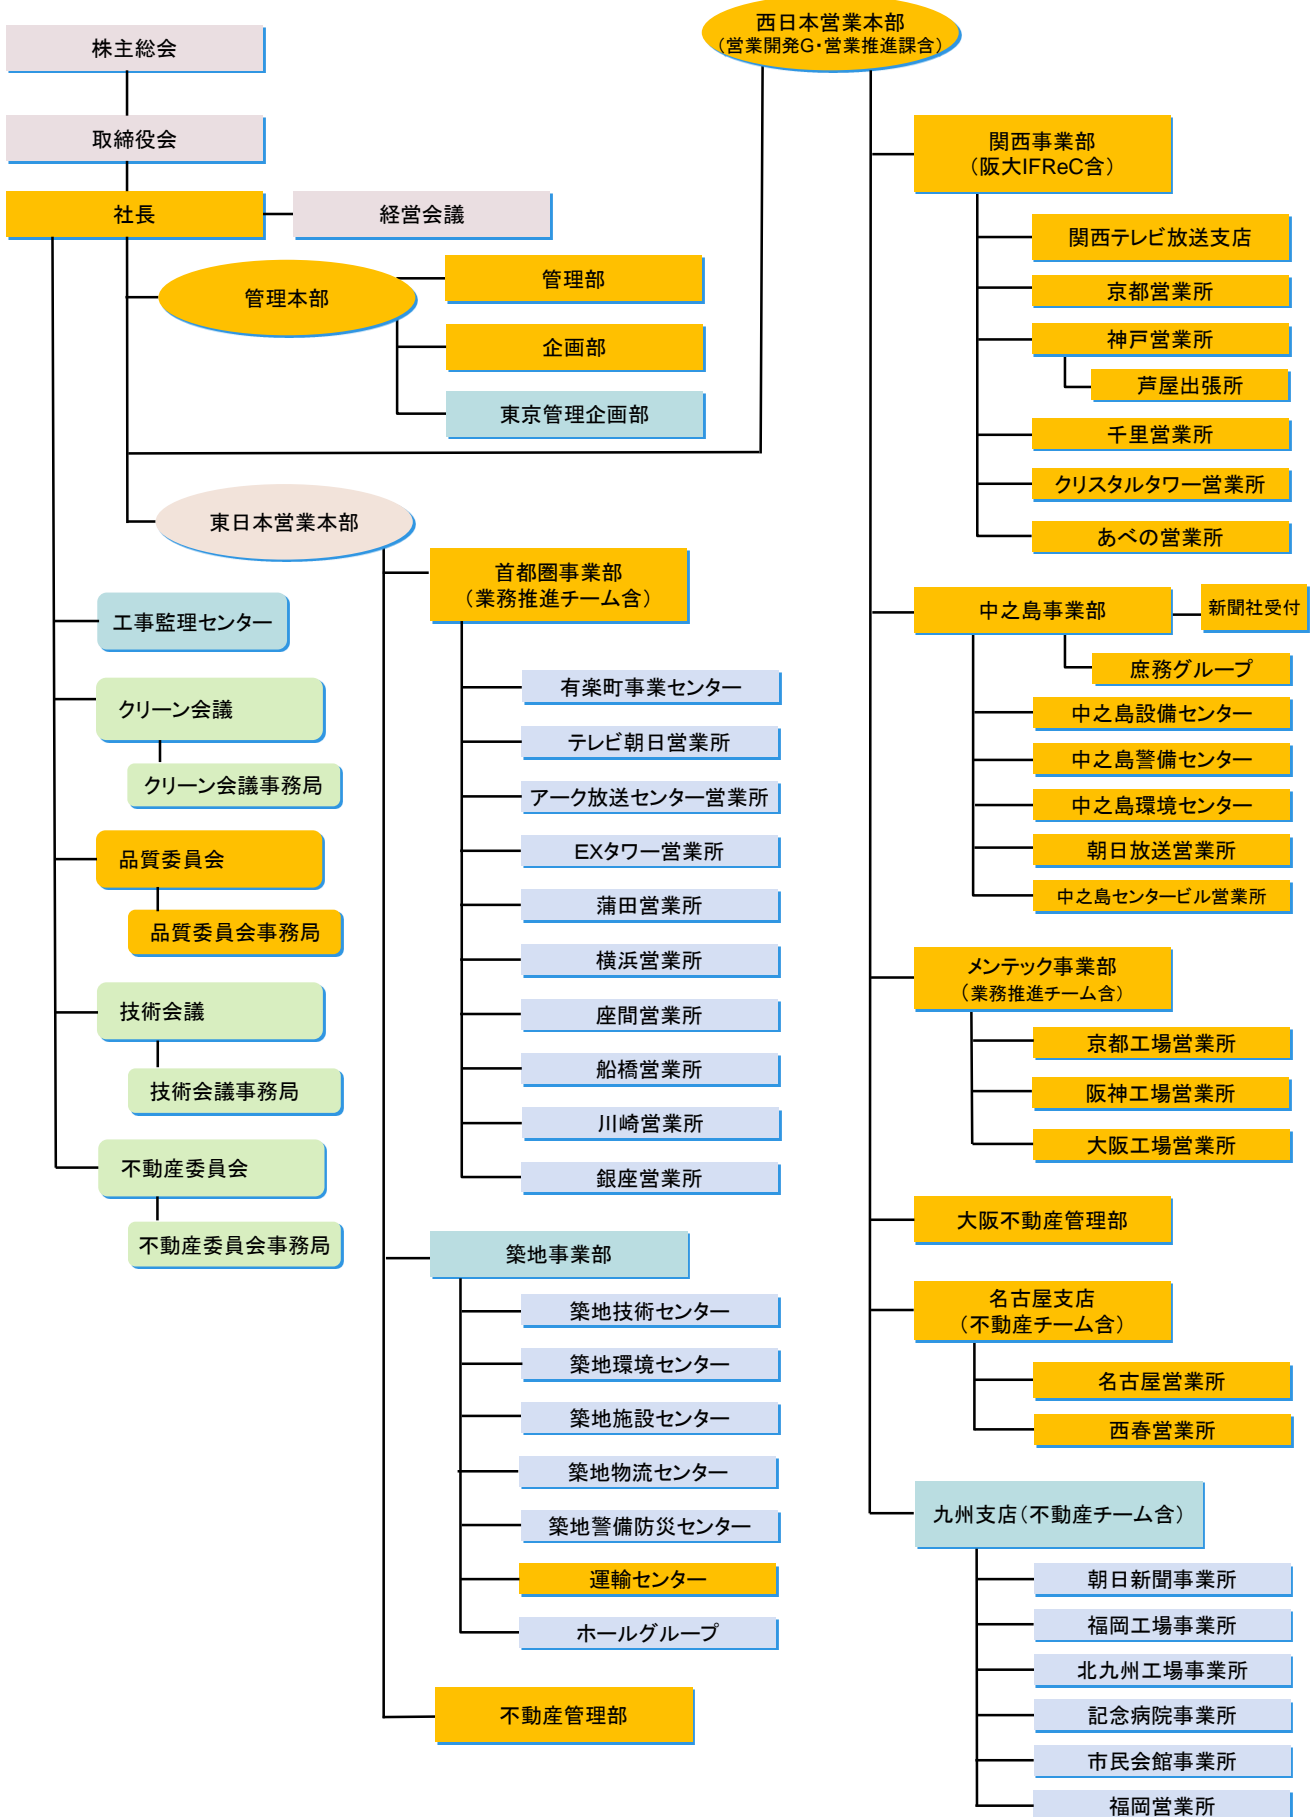 株主総会
取締役会
社長
経営会議
管理本部
管理部
企画部
東京管理企画部
東日本営業本部
工事監理センター
クリーン会議
クリーン会議事務局
品質委員会
品質委員会事務局
技術会議
技術会議事務局
不動産委員会
不動産委員会事務局
首都圏事業部
（業務推進チーム含）
有楽町事業センター
テレビ朝日営業所
アーク放送センター営業所
EXタワー営業所
蒲田営業所
横浜営業所
座間営業所
船橋営業所
川崎営業所
銀座営業所
築地事業部
築地技術センター
築地環境センター
築地施設センター
築地物流センター
築地警備防災センター
運輸センター
ホールグループ
不動産管理部
西日本営業本部
（営業開発G・営業推進課含）
関西事業部
（阪大IFReC含）
関西テレビ放送支店
京都営業所
神戸営業所
芦屋出張所
千里営業所
クリスタルタワー営業所
あべの営業所
中之島事業部
新聞社受付
庶務グループ
中之島設備センター
中之島警備センター
中之島環境センター
朝日放送営業所
中之島センタービル営業所
メンテック事業部
（業務推進チーム含）
京都工場営業所
阪神工場営業所
大阪工場営業所
大阪不動産管理部
名古屋支店
（不動産チーム含）
名古屋営業所
西春営業所
九州支店（不動産チーム含）
朝日新聞事業所
福岡工場事業所
北九州工場事業所
記念病院事業所
市民会館事業所
福岡営業所